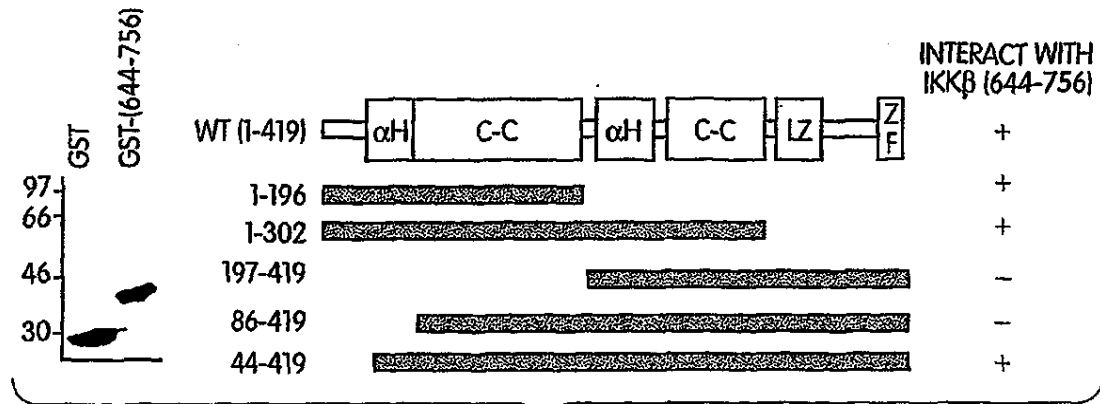 GST
GST-(644-756)
97
66
46
30
INTERACT WITH
IKKβ (644-756)
WT (1-419) αH C-C αH C-C LZ Z F +
1-196 +
1-302 +
197-419 −
86-419 −
44-419 +